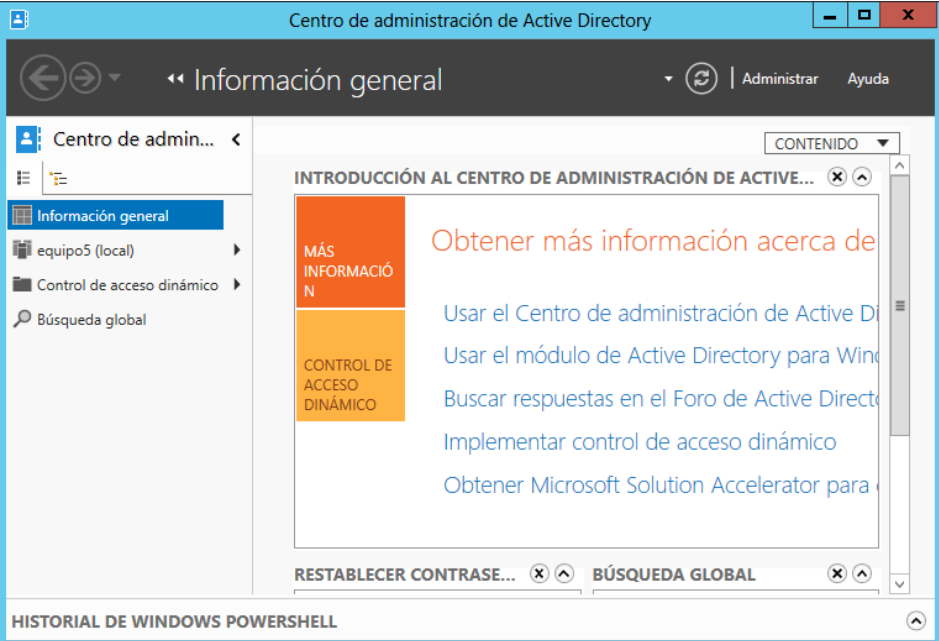 Centro de administración de Active Directory
Información general
Administrar
Ayuda
Centro de admin...
CONTENIDO
Información general
equipo5 (local)
Control de acceso dinámico
Búsqueda global
INTRODUCCIÓN AL CENTRO DE ADMINISTRACIÓN DE ACTIVE...
MÁS
INFORMACIÓ
N
CONTROL DE
ACCESO
DINÁMICO
Obtener más información acerca de
Usar el Centro de administración de Active
Usar el módulo de Active Directory para
Buscar respuestas en el Foro de Active
Implementar control de acceso dinámico
Obtener Microsoft Solution Accelerator para
RESTABLECER CONTRASE...
BÚSQUEDA GLOBAL
HISTORIAL DE WINDOWS POWERSHELL